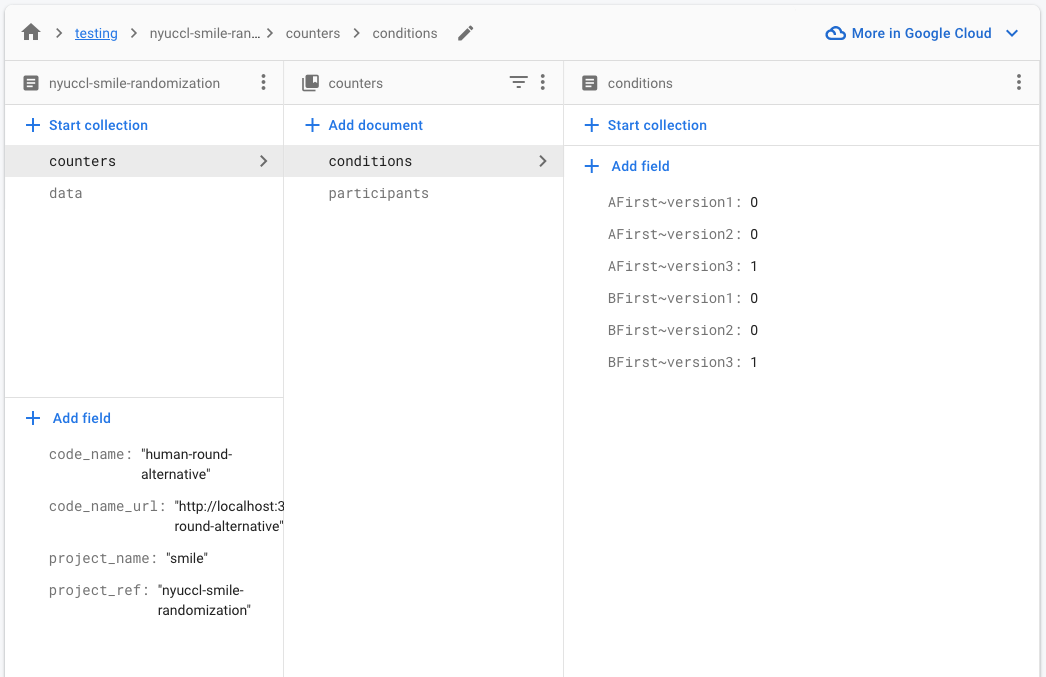 testing nyuccl-smile-ran... counters conditions
More in Google Cloud
nyuccl-smile-randomization
Start collection
counters
data
Add field
code_name: "human-round-
alternative"
code_name_url: "http://localhost:3
round-alternative"
project_name: "smile"
project_ref: "nyuccl-smile-
randomization"
counters
Add document
conditions
participants
conditions
Start collection
Add field
AFirst~version1: 0
AFirst~version2: 0
AFirst~version3: 1
BFirst~version1: 0
BFirst~version2: 0
BFirst~version3: 1